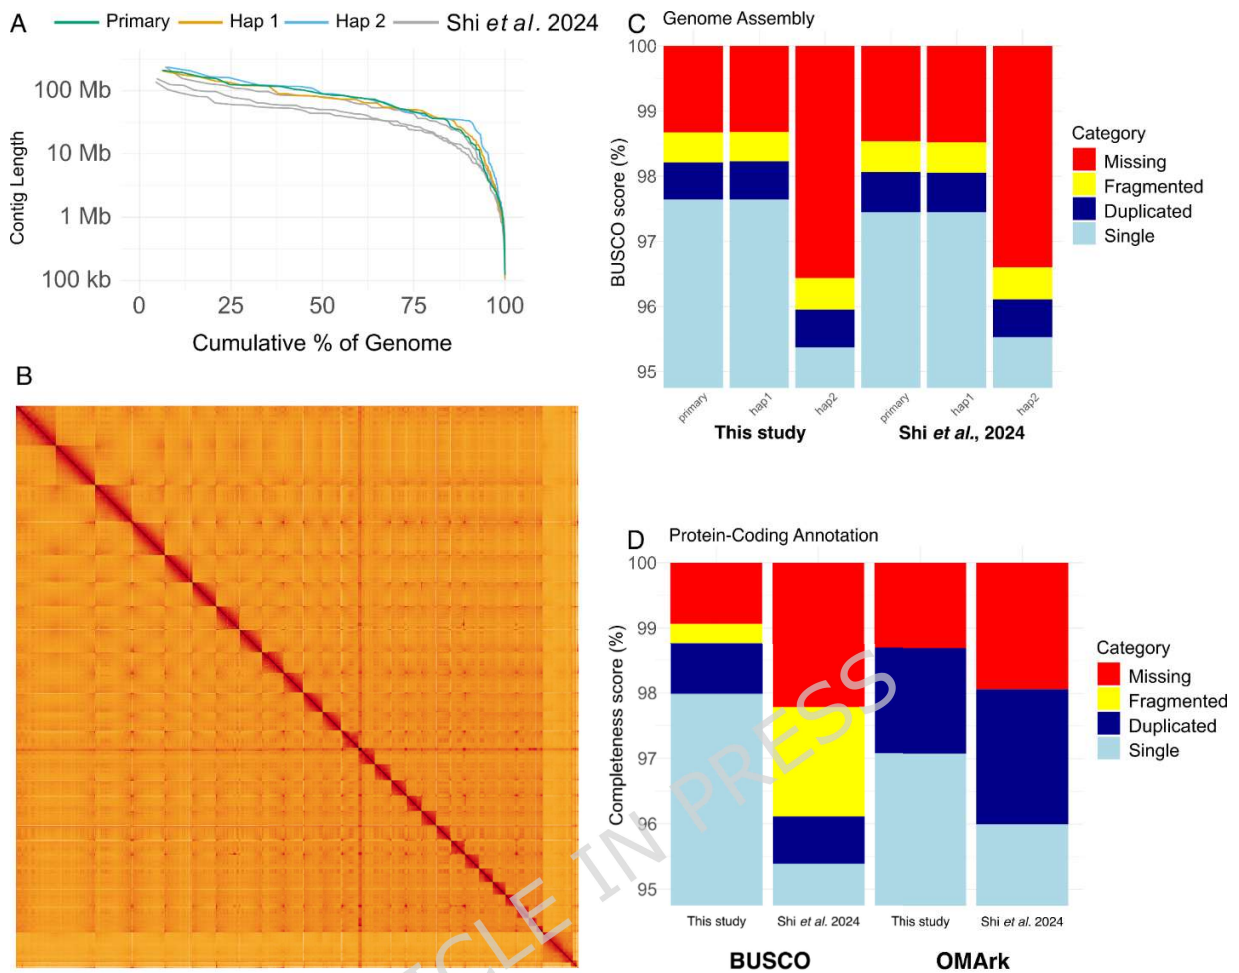 A
Primary Hap 1 Hap 2 Shi et al. 2024
Contig Length
100 Mb
10 Mb
1 Mb
100 kb
0 25 50 75 100
Cumulative % of Genome
B
C
Genome Assembly
BUSCO score (%)
100
99
98
97
96
95
primary hap1 hap2 primary hap1 hap2
This study Shi et al., 2024
Category
Missing
Fragmented
Duplicated
Single
D
Protein-Coding Annotation
Completeness score (%)
100
99
98
97
96
95
This study Shi et al. 2024 This study Shi et al. 2024
BUSCO OMArk
Category
Missing
Fragmented
Duplicated
Single
CLE IN PRESS